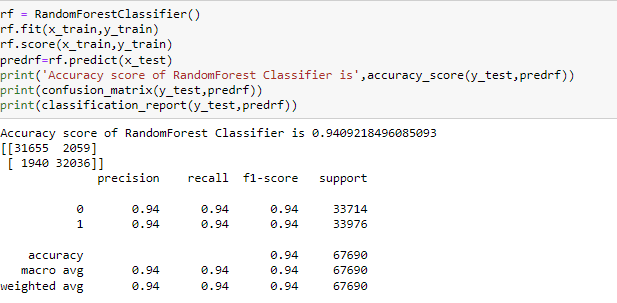 rf = RandomForestClassifier()
rf.fit(x_train,y_train)
rf.score(x_train,y_train)
predrf=rf.predict(x_test)
print('Accuracy score of RandomForest Classifier is',accuracy_score(y_test,predrf))
print(confusion_matrix(y_test,predrf))
print(classification_report(y_test,predrf))
Accuracy score of RandomForest Classifier is 0.9409218496085093
[[31655  2059]
 [ 1940 32036]]
              precision    recall  f1-score   support
           0       0.94      0.94      0.94     33714
           1       0.94      0.94      0.94     33976
    accuracy                           0.94     67690
   macro avg       0.94      0.94      0.94     67690
weighted avg       0.94      0.94      0.94     67690